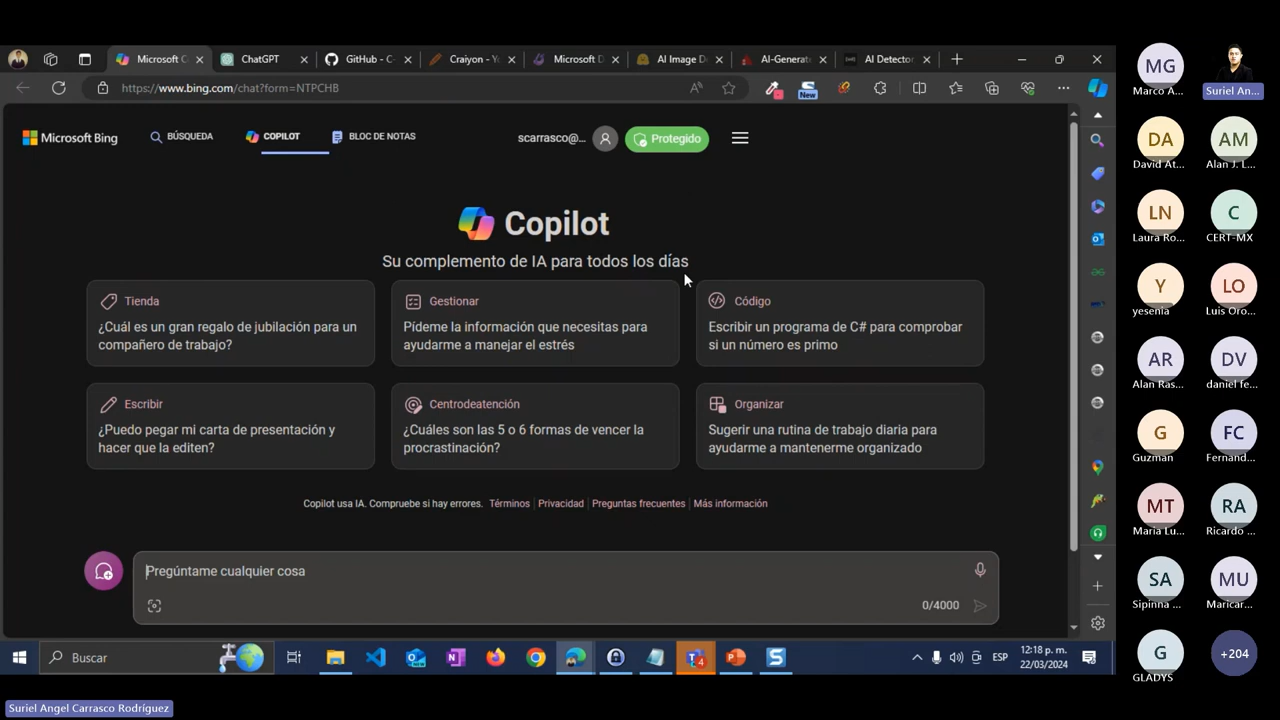 Microsoft C
ChatGPT
GitHub - C
Craiyon - Yo
Microsoft D
AI Image D
AI-Generat
AI Detector
https://www.bing.com/chat?form=NTPCHB
New
Microsoft Bing
BÚSQUEDA
COPILOT
BLOC DE NOTAS
scarrasco@...
Protegido
Copilot
Su complemento de IA para todos los días
Tienda
¿Cuál es un gran regalo de jubilación para un
compañero de trabajo?
Gestionar
Pídeme la información que necesitas para
ayudarme a manejar el estrés
Código
Escribir un programa de C# para comprobar
si un número es primo
Escribir
¿Puedo pegar mi carta de presentación y
hacer que la editen?
Centrodeatención
¿Cuáles son las 5 o 6 formas de vencer la
procrastinación?
Organizar
Sugerir una rutina de trabajo diaria para
ayudarme a mantenerme organizado
Copilot usa IA. Compruebe si hay errores. Términos | Privacidad | Preguntas frecuentes | Más información
Pregúntame cualquier cosa
0/4000
Buscar
ESP
12:18 p. m.
22/03/2024
Suriel Angel Carrasco Rodríguez
MG
Marco A...
Suriel An...
DA
David At...
AM
Alan J. L...
LN
Laura Ro...
C
CERT-MX
Y
yesenia
LO
Luis Oro...
AR
Alan Ras...
DV
daniel fe...
G
Guzman
FC
Fernand...
MT
Maria Lu...
RA
Ricardo ...
SA
Sipinna ...
MU
Maricar...
G
GLADYS
+204